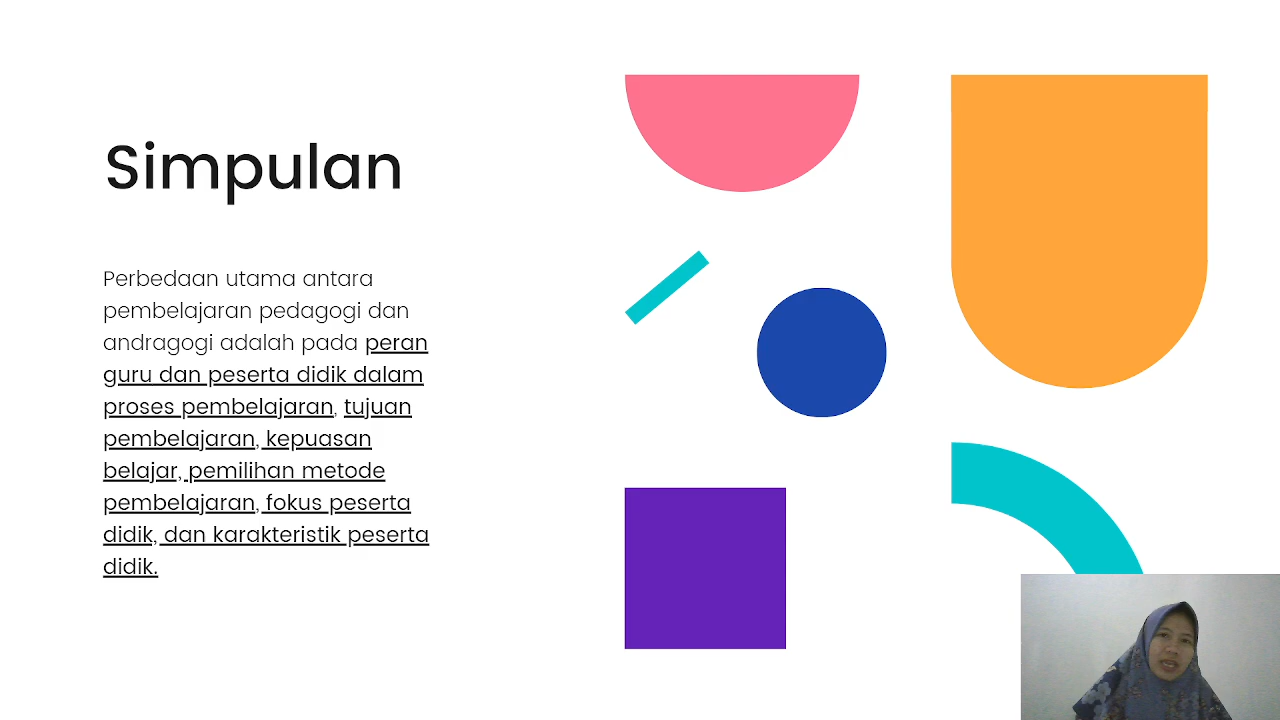 Simpulan
Perbedaan utama antara
pembelajaran pedagogi dan
andragogi adalah pada peran
guru dan peserta didik dalam
proses pembelajaran, tujuan
pembelajaran, kepuasan
belajar, pemilihan metode
pembelajaran, fokus peserta
didik, dan karakteristik peserta
didik.